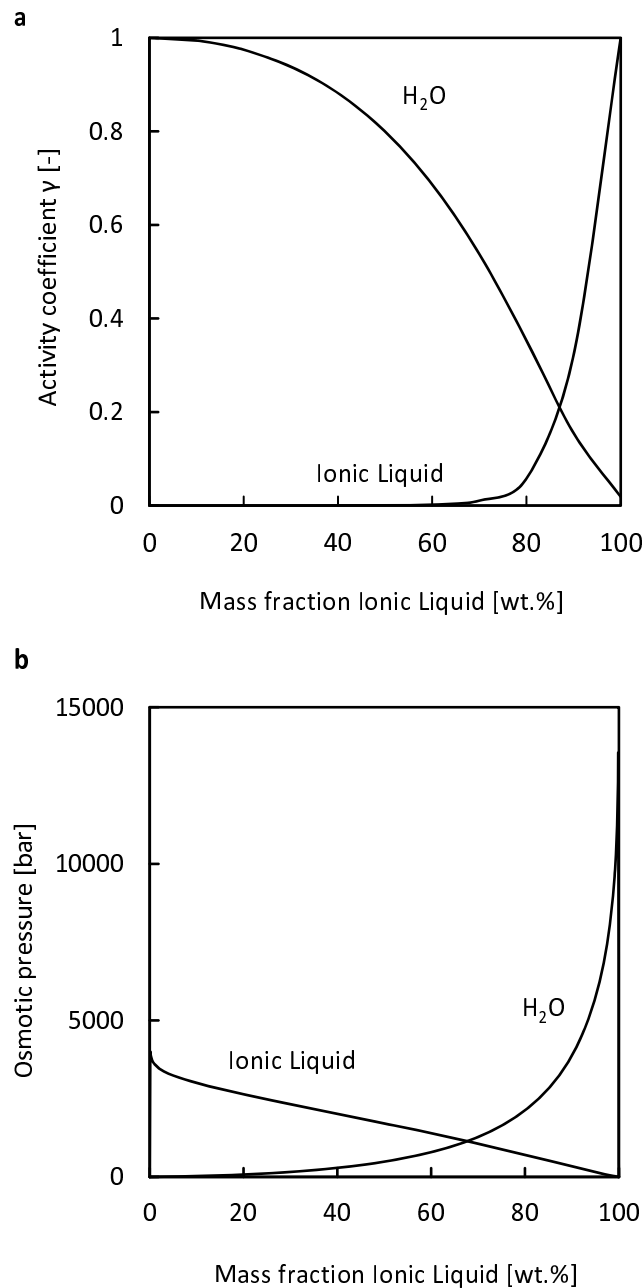 a
1
0.8
0.6
0.4
0.2
0
Activity coefficient γ [-]
H₂O
Ionic Liquid
0 20 40 60 80 100
Mass fraction Ionic Liquid [wt.%]
b
15000
10000
5000
0
Osmotic pressure [bar]
H₂O
Ionic Liquid
0 20 40 60 80 100
Mass fraction Ionic Liquid [wt.%]